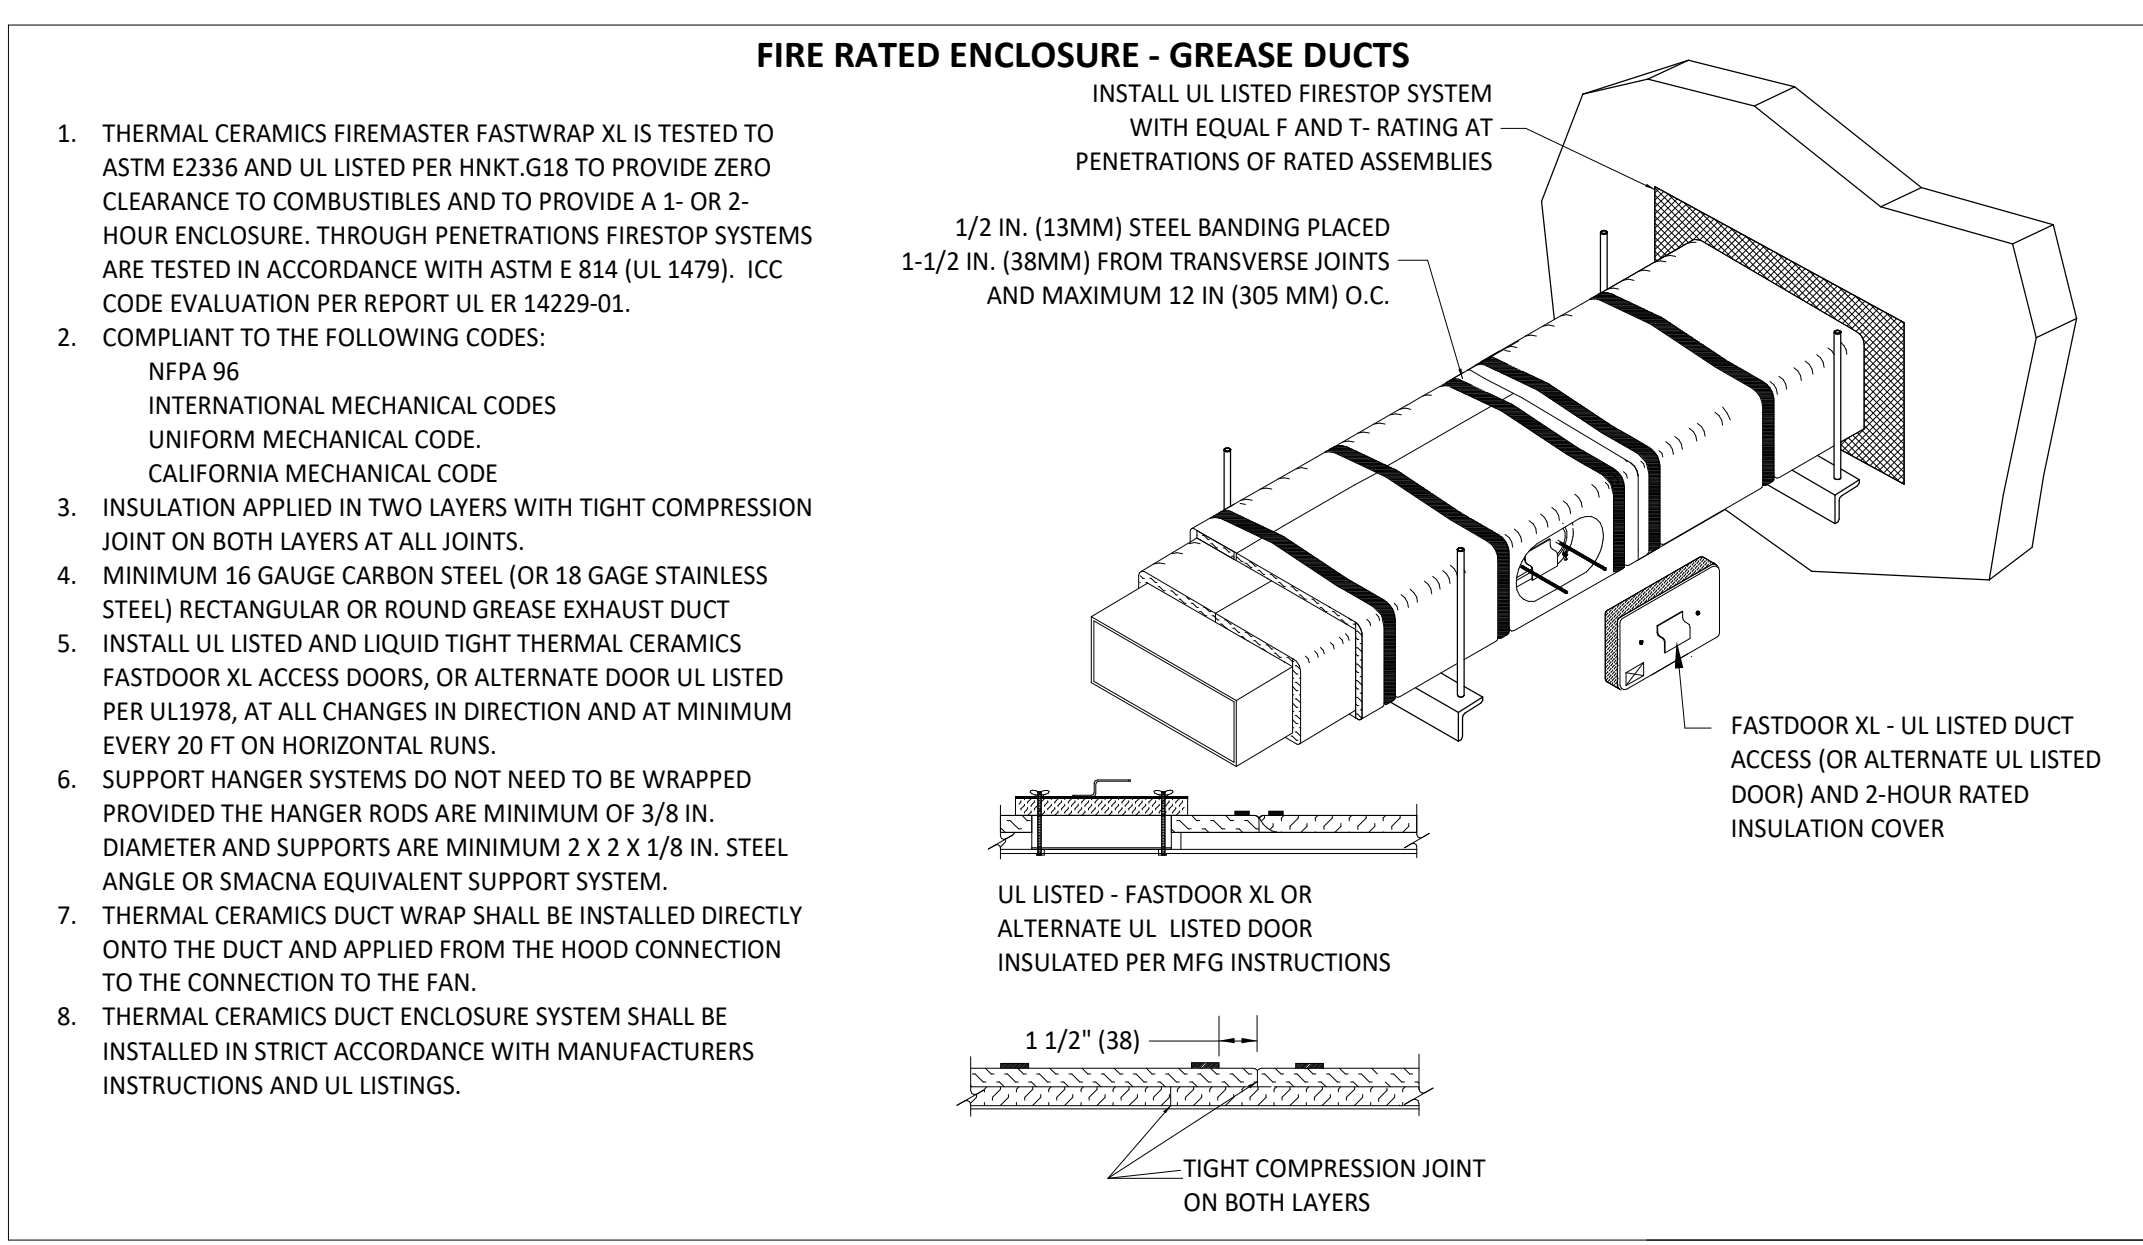 FIRE RATED ENCLOSURE - GREASE DUCTS
1. THERMAL CERAMICS FIREMASTER FASTWRAP XL IS TESTED TO
ASTM E2336 AND UL LISTED PER HNKT.G18 TO PROVIDE ZERO
CLEARANCE TO COMBUSTIBLES AND TO PROVIDE A 1- OR 2-
HOUR ENCLOSURE. THROUGH PENETRATIONS FIRESTOP SYSTEMS
ARE TESTED IN ACCORDANCE WITH ASTM E 814 (UL 1479).  ICC
CODE EVALUATION PER REPORT UL ER 14229-01.
2. COMPLIANT TO THE FOLLOWING CODES:
NFPA 96
INTERNATIONAL MECHANICAL CODES
UNIFORM MECHANICAL CODE.
CALIFORNIA MECHANICAL CODE
3. INSULATION APPLIED IN TWO LAYERS WITH TIGHT COMPRESSION
JOINT ON BOTH LAYERS AT ALL JOINTS.
4. MINIMUM 16 GAUGE CARBON STEEL (OR 18 GAGE STAINLESS
STEEL) RECTANGULAR OR ROUND GREASE EXHAUST DUCT
5. INSTALL UL LISTED AND LIQUID TIGHT THERMAL CERAMICS
FASTDOOR XL ACCESS DOORS, OR ALTERNATE DOOR UL LISTED
PER UL1978, AT ALL CHANGES IN DIRECTION AND AT MINIMUM
EVERY 20 FT ON HORIZONTAL RUNS.
6. SUPPORT HANGER SYSTEMS DO NOT NEED TO BE WRAPPED
PROVIDED THE HANGER RODS ARE MINIMUM OF 3/8 IN.
DIAMETER AND SUPPORTS ARE MINIMUM 2 X 2 X 1/8 IN. STEEL
ANGLE OR SMACNA EQUIVALENT SUPPORT SYSTEM.
7. THERMAL CERAMICS DUCT WRAP SHALL BE INSTALLED DIRECTLY
ONTO THE DUCT AND APPLIED FROM THE HOOD CONNECTION
TO THE CONNECTION TO THE FAN.
8. THERMAL CERAMICS DUCT ENCLOSURE SYSTEM SHALL BE
INSTALLED IN STRICT ACCORDANCE WITH MANUFACTURERS
INSTRUCTIONS AND UL LISTINGS.
INSTALL UL LISTED FIRESTOP SYSTEM
WITH EQUAL F AND T- RATING AT
PENETRATIONS OF RATED ASSEMBLIES
1/2 IN. (13MM) STEEL BANDING PLACED
1-1/2 IN. (38MM) FROM TRANSVERSE JOINTS
AND MAXIMUM 12 IN (305 MM) O.C.
FASTDOOR XL - UL LISTED DUCT
ACCESS (OR ALTERNATE UL LISTED
DOOR) AND 2-HOUR RATED
INSULATION COVER
UL LISTED - FASTDOOR XL OR
ALTERNATE UL  LISTED DOOR
INSULATED PER MFG INSTRUCTIONS
1 1/2" (38)
TIGHT COMPRESSION JOINT
ON BOTH LAYERS